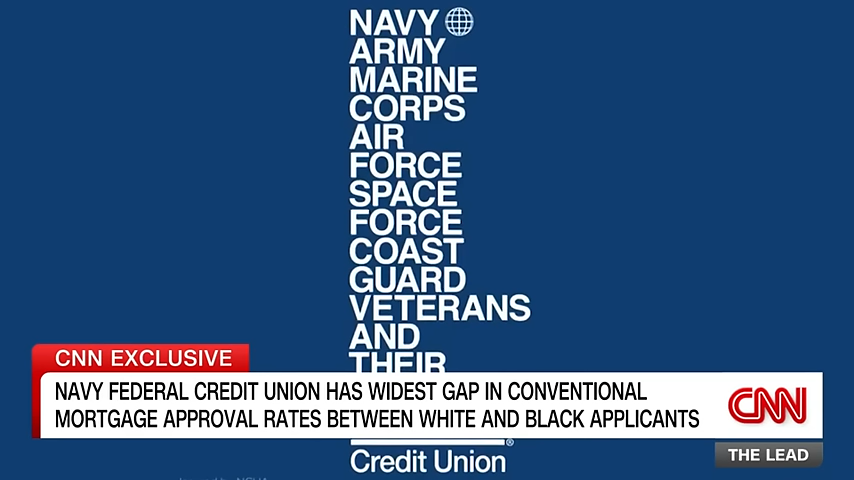 NAVY
ARMY
MARINE
CORPS
AIR
FORCE
SPACE
FORCE
COAST
GUARD
VETERANS
AND
THEIR
CNN EXCLUSIVE
NAVY FEDERAL CREDIT UNION HAS WIDEST GAP IN CONVENTIONAL
MORTGAGE APPROVAL RATES BETWEEN WHITE AND BLACK APPLICANTS
CNN
THE LEAD
®
Credit Union